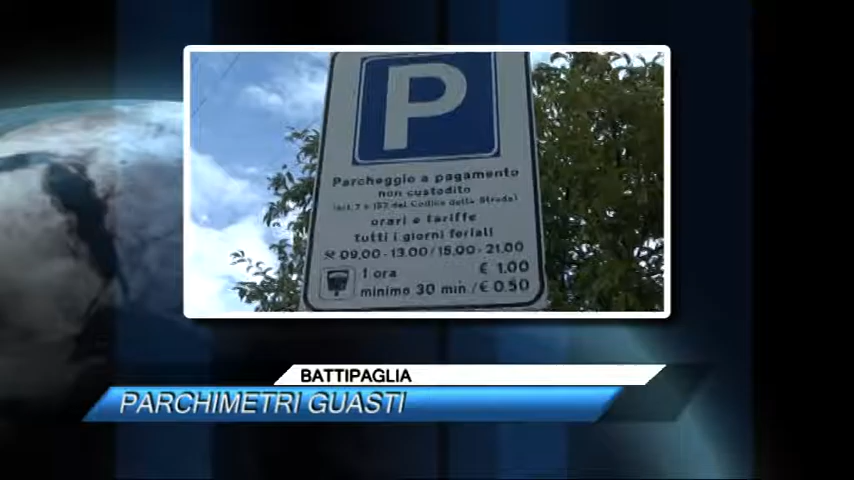 P
Parcheggio a pagamento
non custodito
(art. 7 e 157 del Codice della Strada)
orari e tariffe
tutti i giorni feriali
09.00 - 13.00 / 15.00 - 21.00
1 ora € 1.00
minimo 30 min / € 0.50
BATTIPAGLIA
PARCHIMETRI GUASTI